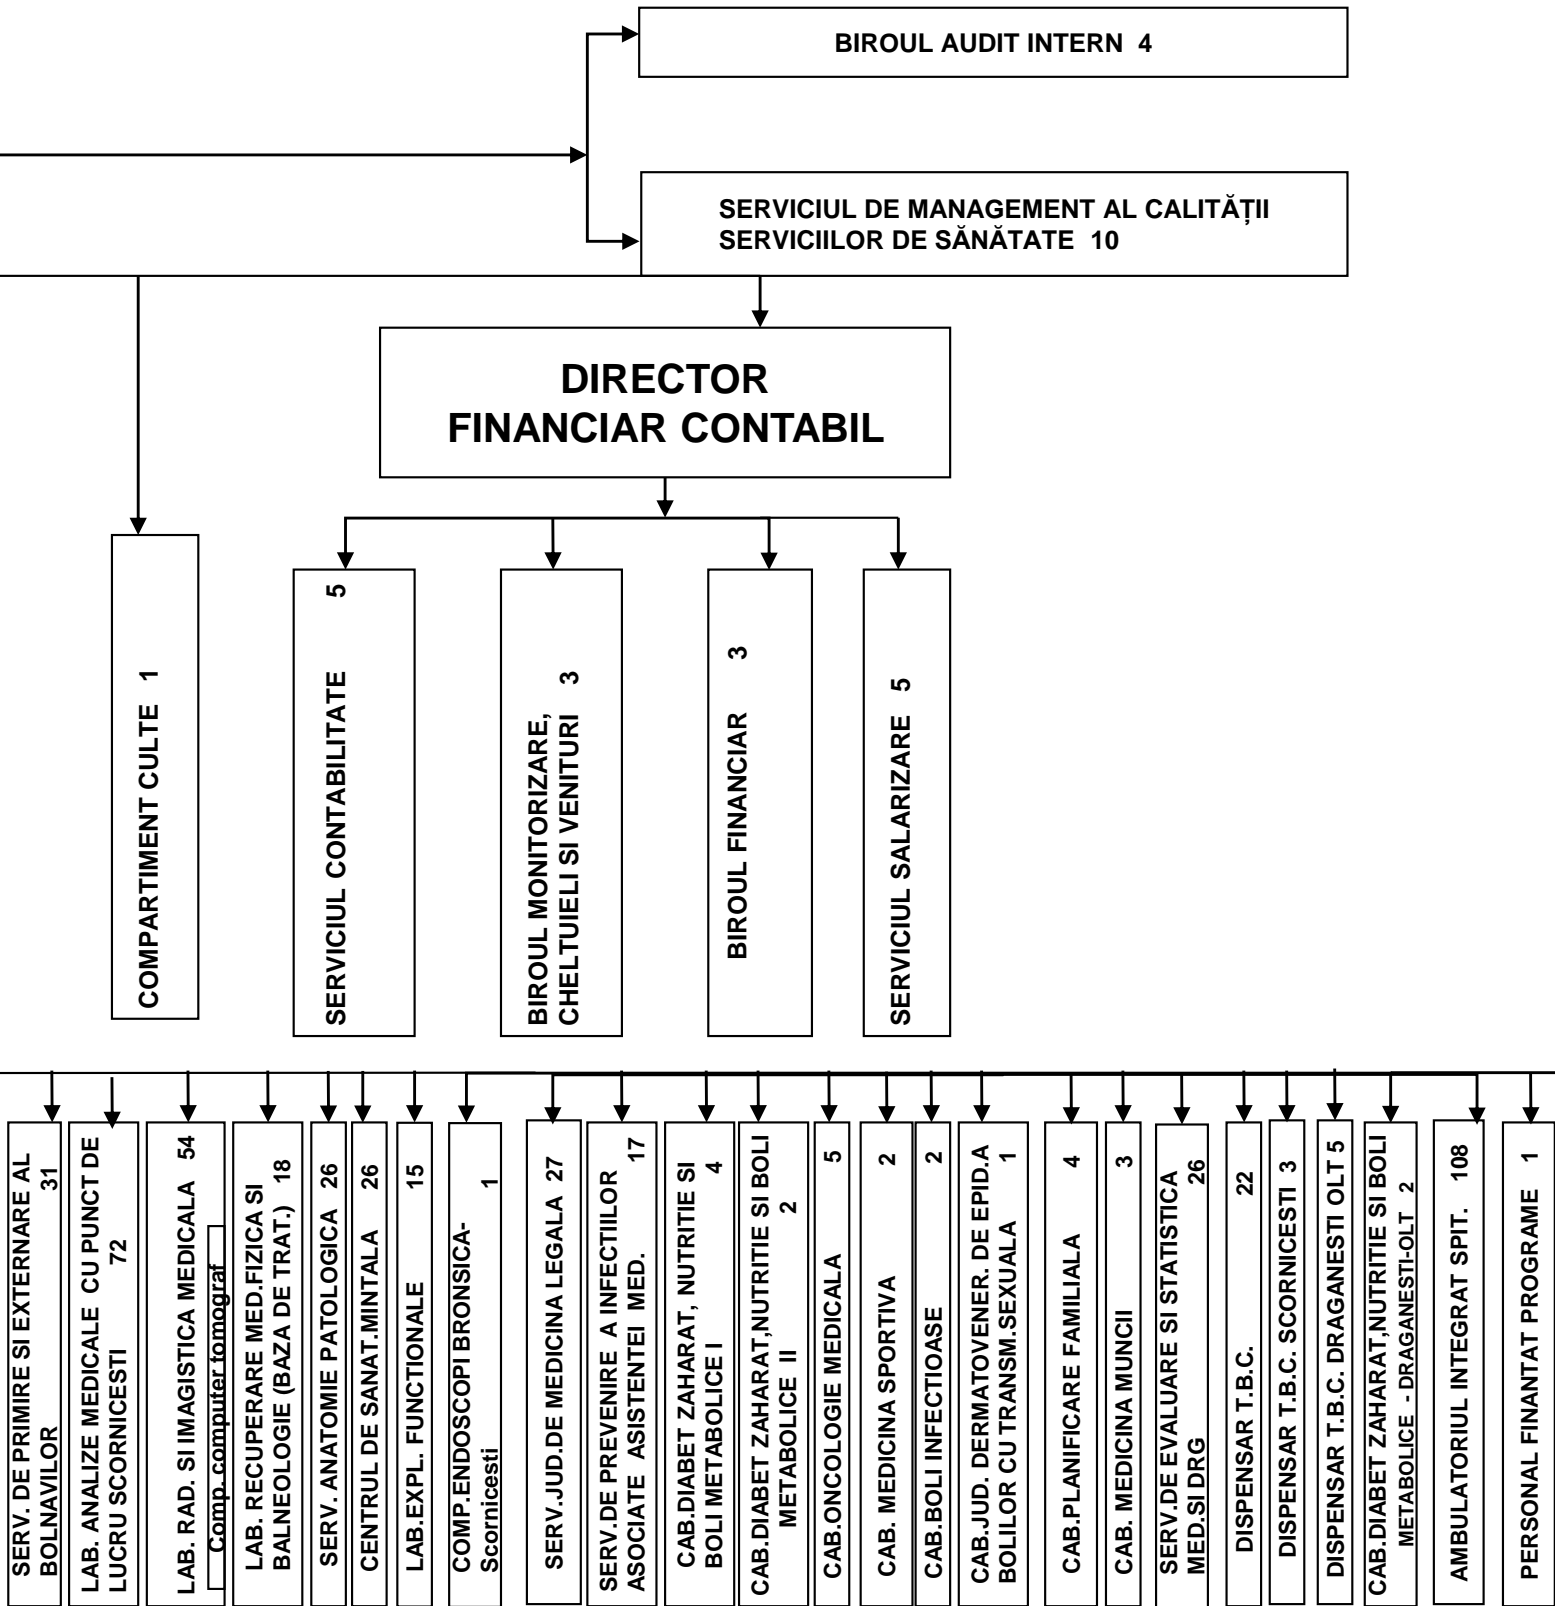 BIROUL AUDIT INTERN 4
SERVICIUL DE MANAGEMENT AL CALITĂȚII
SERVICIILOR DE SĂNĂTATE 10
DIRECTOR
FINANCIAR CONTABIL
COMPARTIMENT CULTE 1
SERVICIUL CONTABILITATE 5
BIROUL MONITORIZARE,
CHELTUIELI SI VENITURI 3
BIROUL FINANCIAR 3
SERVICIUL SALARIZARE 5
SERV. DE PRIMIRE SI EXTERNARE AL
BOLNAVILOR 31
LAB. ANALIZE MEDICALE CU PUNCT DE
LUCRU SCORNICESTI 72
LAB. RAD. SI IMAGISTICA MEDICALA 54
Comp. computer tomograf
LAB. RECUPERARE MED.FIZICA SI
BALNEOLOGIE (BAZA DE TRAT.) 18
SERV. ANATOMIE PATOLOGICA 26
CENTRUL DE SANAT.MINTALA 26
LAB.EXPL. FUNCTIONALE 15
COMP.ENDOSCOPI BRONSICA-
Scornicesti 1
SERV.JUD.DE MEDICINA LEGALA 27
SERV.DE PREVENIRE A INFECTIILOR
ASOCIATE ASISTENTEI MED. 17
CAB.DIABET ZAHARAT, NUTRITIE SI
BOLI METABOLICE I 4
CAB.DIABET ZAHARAT,NUTRITIE SI BOLI
METABOLICE II 2
CAB.ONCOLOGIE MEDICALA 5
CAB. MEDICINA SPORTIVA 2
CAB.BOLI INFECTIOASE 2
CAB.JUD. DERMATOVENER. DE EPID.A
BOLILOR CU TRANSM.SEXUALA 1
CAB.PLANIFICARE FAMILIALA 4
CAB. MEDICINA MUNCII 3
SERV.DE EVALUARE SI STATISTICA
MED.SI DRG 26
DISPENSAR T.B.C. 22
DISPENSAR T.B.C. SCORNICESTI 3
DISPENSAR T.B.C. DRAGANESTI OLT 5
CAB.DIABET ZAHARAT,NUTRITIE SI BOLI
METABOLICE - DRAGANESTI-OLT 2
AMBULATORIUL INTEGRAT SPIT. 108
PERSONAL FINANTAT PROGRAME 1